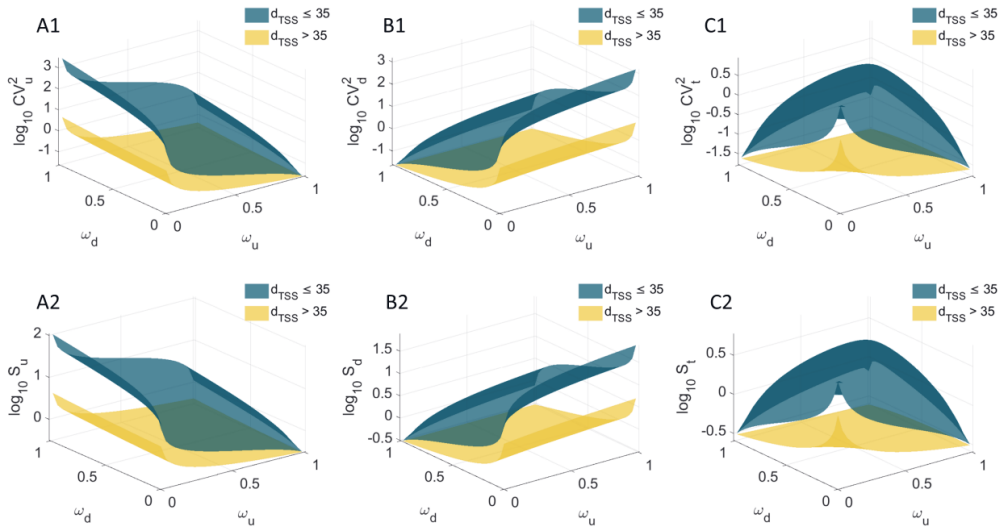 A1
d_TSS ≤ 35
d_TSS > 35
log₁₀ CV²_u
3
2
1
0
-1
1
0.5
0
ω_d
0
0.5
1
ω_u
B1
d_TSS ≤ 35
d_TSS > 35
log₁₀ CV²_d
3
2
1
0
-1
1
0.5
0
ω_d
0
0.5
1
ω_u
C1
d_TSS ≤ 35
d_TSS > 35
log₁₀ CV²_t
0.5
0
-0.5
-1
-1.5
1
0.5
0
ω_d
0
0.5
1
ω_u
A2
d_TSS ≤ 35
d_TSS > 35
log₁₀ S_u
2
1
0
1
0.5
0
ω_d
0
0.5
1
ω_u
B2
d_TSS ≤ 35
d_TSS > 35
log₁₀ S_d
1.5
1
0.5
0
-0.5
1
0.5
0
ω_d
0
0.5
1
ω_u
C2
d_TSS ≤ 35
d_TSS > 35
log₁₀ S_t
0.5
0
-0.5
1
0.5
0
ω_d
0
0.5
1
ω_u